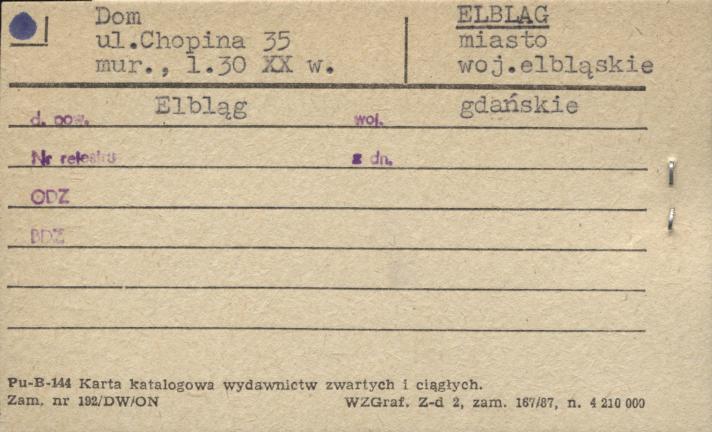 Dom
ul.Chopina 35
mur., l.30 XX w.
ELBLĄG
miasto
woj.elbląskie
Elbląg gdańskie
d. pow. woj.
Nr rejestru z dn.
ODZ
BDZ
Pu-B-144 Karta katalogowa wydawnictw zwartych i ciągłych.
Zam. nr 192/DW/ON WZGraf. Z-d 2, zam. 167/87, n. 4 210 000